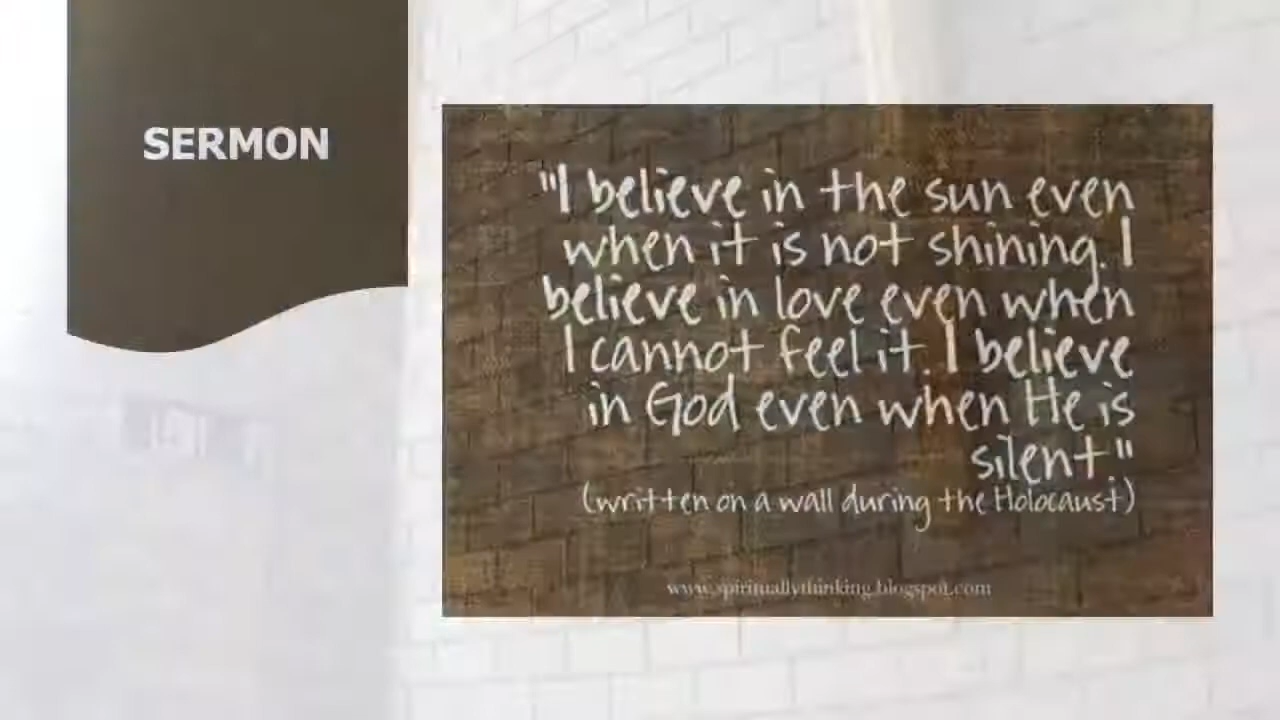 SERMON
"I believe in the sun even
when it is not shining. I
believe in love even when
I cannot feel it. I believe
in God even when He is
silent."
(written on a wall during the Holocaust)
www.spirituallythinking.blogspot.com